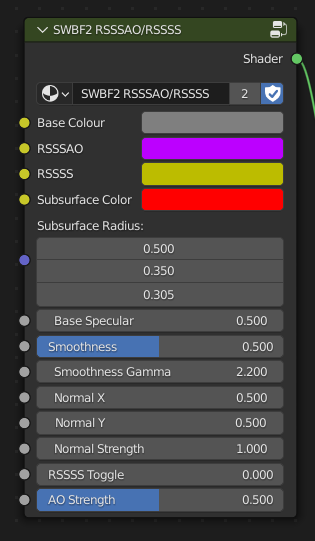 SWBF2 RSSSAO/RSSSS
Shader
SWBF2 RSSSAO/RSSSS 2
Base Colour
RSSSAO
RSSSS
Subsurface Color
Subsurface Radius:
0.500
0.350
0.305
Base Specular 0.500
Smoothness 0.500
Smoothness Gamma 2.200
Normal X 0.500
Normal Y 0.500
Normal Strength 1.000
RSSSS Toggle 0.000
AO Strength 0.500